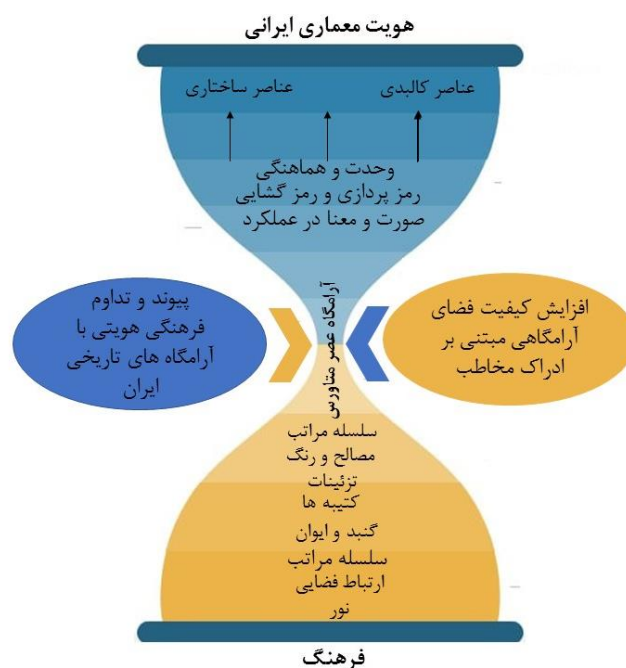 هویت معماری ایرانی
عناصر کالبدی
عناصر ساختاری
وحدت و هماهنگی
رمز پردازی و رمز گشایی
صورت و معنا در عملکرد
آرامگاه عصر متاورس
افزایش کیفیت فضای
آرامگاهی مبتنی بر
ادراک مخاطب
پیوند و تداوم
فرهنگی هویتی با
آرامگاه های تاریخی
ایران
سلسله مراتب
مصالح و رنگ
تزئینات
کتیبه ها
گنبد و ایوان
سلسله مراتب
ارتباط فضایی
نور
فرهنگ